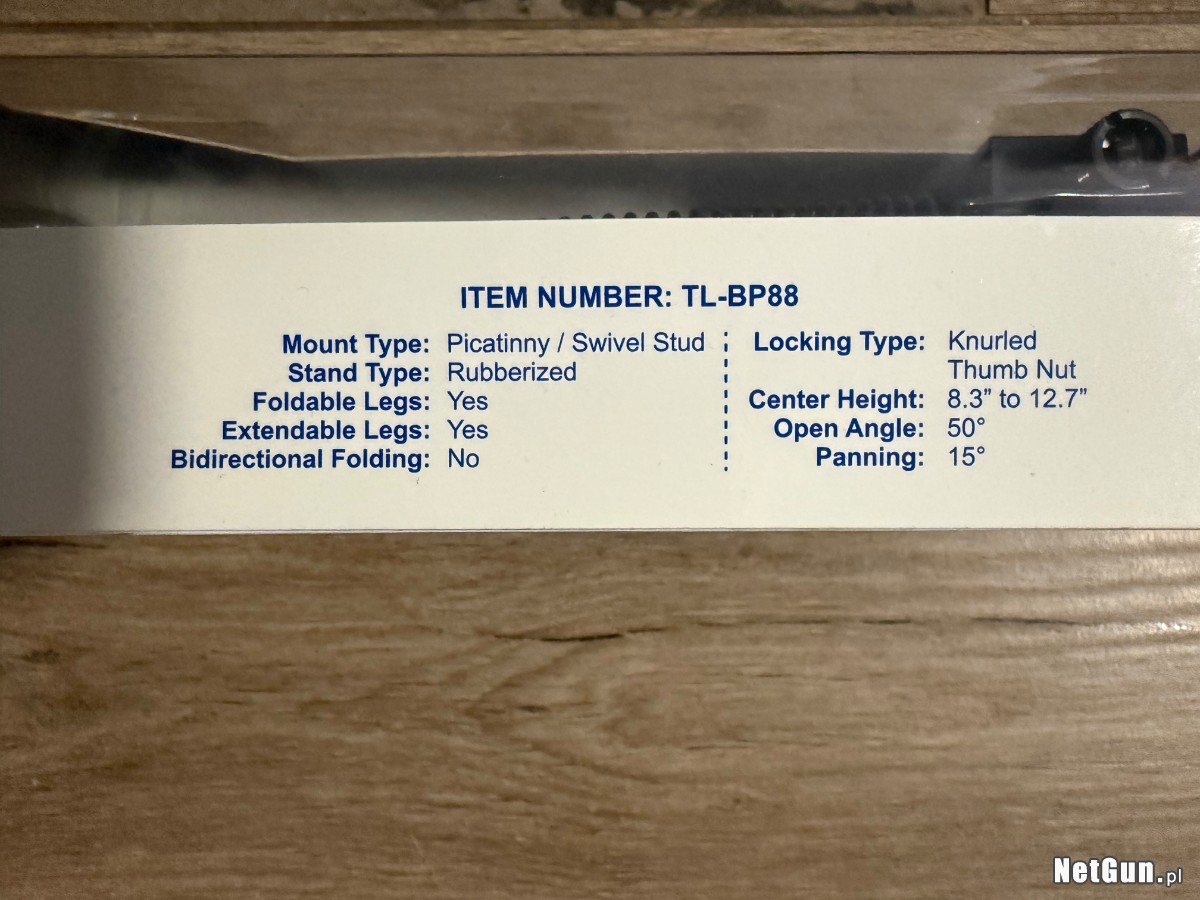 ITEM NUMBER: TL-BP88
Mount Type: Picatinny / Swivel Stud
Stand Type: Rubberized
Foldable Legs: Yes
Extendable Legs: Yes
Bidirectional Folding: No
Locking Type: Knurled
Thumb Nut
Center Height: 8.3” to 12.7”
Open Angle: 50°
Panning: 15°
NetGun.pl